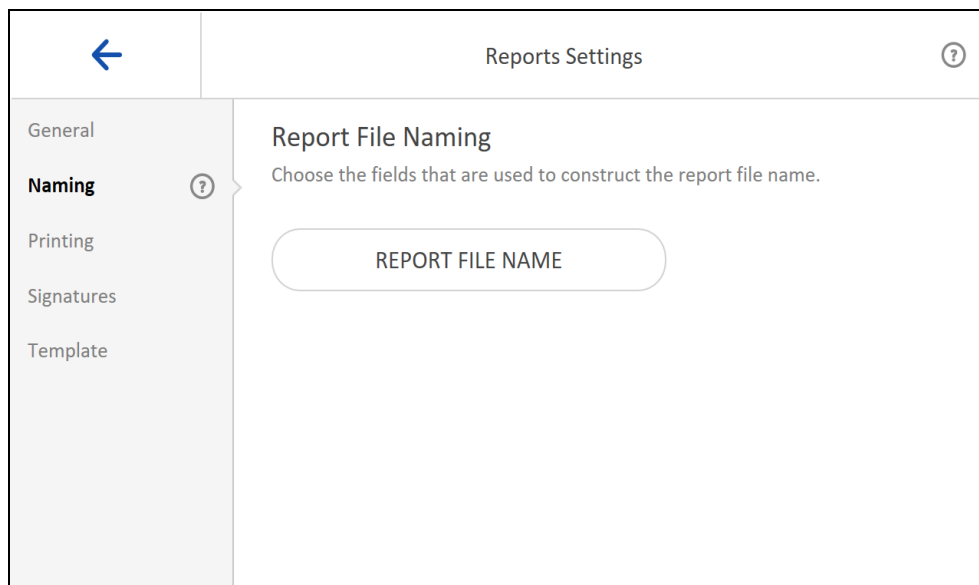 Reports Settings
General
Naming
Printing
Signatures
Template
Report File Naming
Choose the fields that are used to construct the report file name.
REPORT FILE NAME